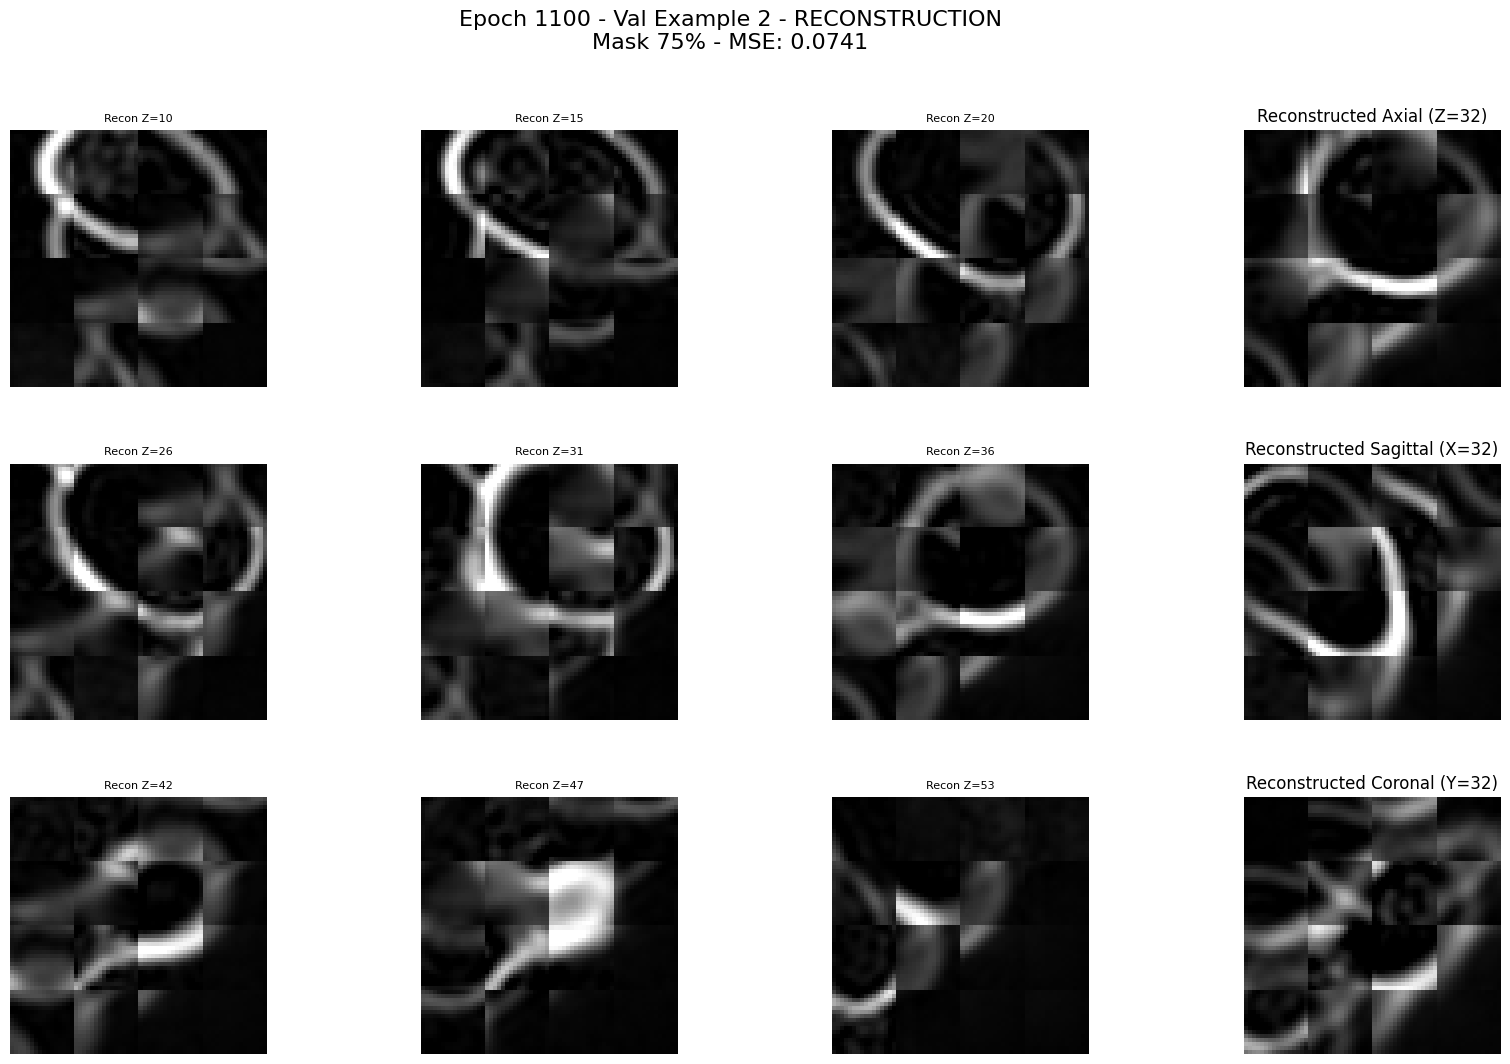 Epoch 1100 - Val Example 2 - RECONSTRUCTION
Mask 75% - MSE: 0.0741
Recon Z=10
Recon Z=15
Recon Z=20
Reconstructed Axial (Z=32)
Recon Z=26
Recon Z=31
Recon Z=36
Reconstructed Sagittal (X=32)
Recon Z=42
Recon Z=47
Recon Z=53
Reconstructed Coronal (Y=32)